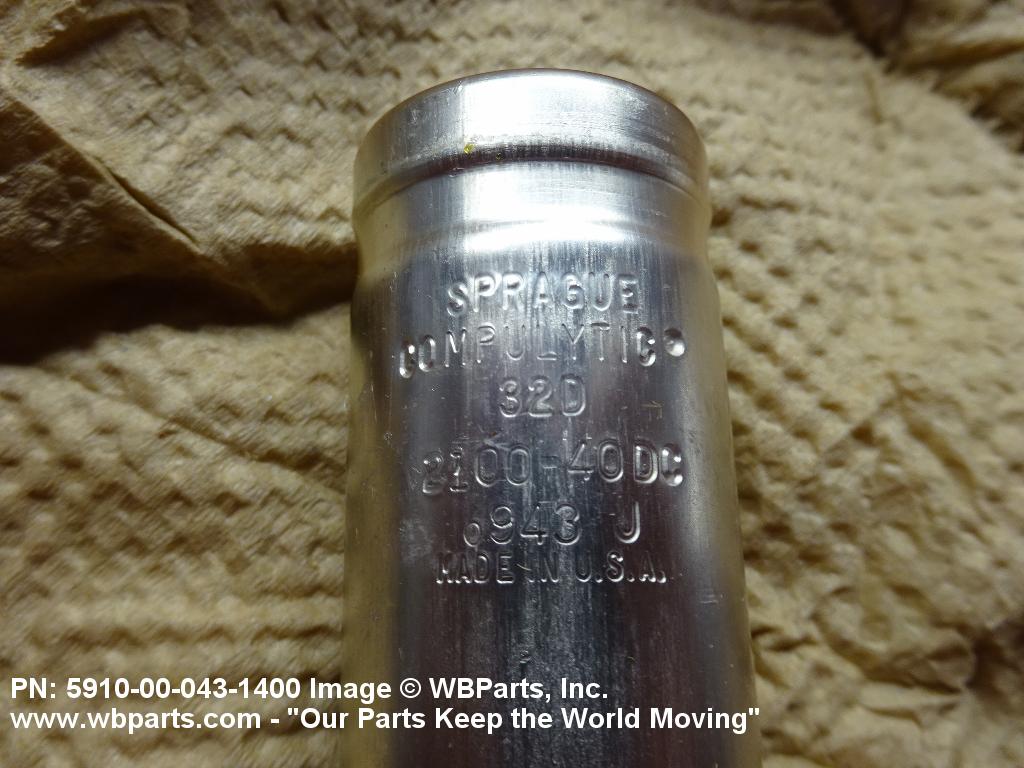 SPRAGUE
COMPULYTIC
32D
2100-40DC
.943 J
MADE IN U.S.A.
PN: 5910-00-043-1400 Image © WBParts, Inc.
www.wbparts.com - "Our Parts Keep the World Moving"